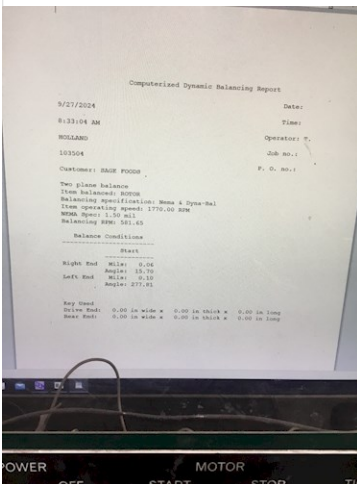 Computerized Dynamic Balancing Report
9/27/2024 Date:
8:33:04 AM Time:
HOLLAND Operator: T.
103504 Job no.:
Customer: SAGE FOODS P. O. no.:
Two plane balance
Item balanced: ROTOR
Balancing specification: Nema & Dyna-Bal
Item operating speed: 1770.00 RPM
NEMA Spec: 1.50 mil
Balancing RPM: 501.65
Balance Conditions
Start
Right End Mils: 0.06
Angle: 15.70
Left End Mils: 0.10
Angle: 277.81
Key Used
Drive End: 0.00 in wide x 0.00 in thick x 0.00 in long
Rear End: 0.00 in wide x 0.00 in thick x 0.00 in long
POWER MOTOR
OFF START STOP